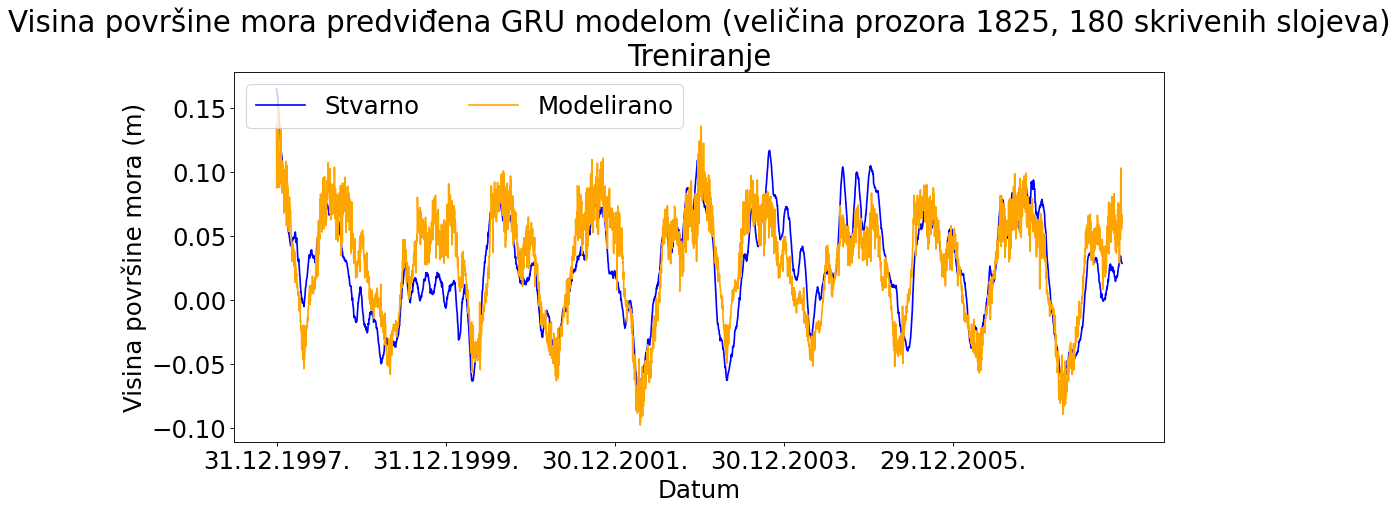 Visina površine mora predviđena GRU modelom (veličina prozora 1825, 180 skrivenih slojeva)
Treniranje
Stvarno
Modelirano
Visina površine mora (m)
0.15
0.10
0.05
0.00
−0.05
−0.10
31.12.1997.
31.12.1999.
30.12.2001.
30.12.2003.
29.12.2005.
Datum